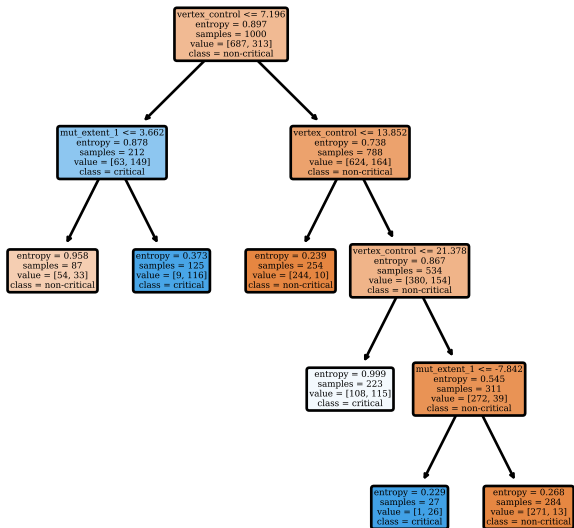 vertex_control <= 7.196
entropy = 0.897
samples = 1000
value = [687, 313]
class = non-critical
mut_extent_1 <= 3.662
entropy = 0.878
samples = 212
value = [63, 149]
class = critical
vertex_control <= 13.852
entropy = 0.738
samples = 788
value = [624, 164]
class = non-critical
entropy = 0.958
samples = 87
value = [54, 33]
class = non-critical
entropy = 0.373
samples = 125
value = [9, 116]
class = critical
entropy = 0.239
samples = 254
value = [244, 10]
class = non-critical
vertex_control <= 21.378
entropy = 0.867
samples = 534
value = [380, 154]
class = non-critical
entropy = 0.999
samples = 223
value = [108, 115]
class = critical
mut_extent_1 <= -7.842
entropy = 0.545
samples = 311
value = [272, 39]
class = non-critical
entropy = 0.229
samples = 27
value = [1, 26]
class = critical
entropy = 0.268
samples = 284
value = [271, 13]
class = non-critical